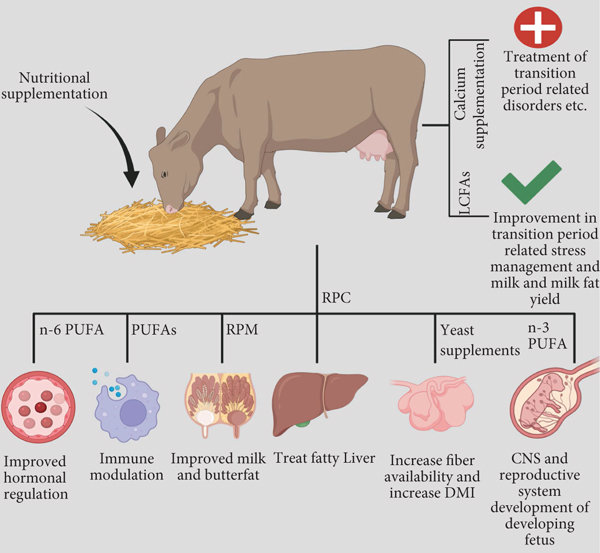 Nutritional
supplementation
Calcium
supplementation
LCFAs
Treatment of
transition
period related
disorders etc.
Improvement in
transition period
related stress
management and
milk and milk fat
yield
RPC
n-6 PUFA
PUFAs
RPM
Yeast
supplements
n-3
PUFA
Improved
hormonal
regulation
Immune
modulation
Improved milk
and butterfat
Treat fatty Liver
Increase fiber
availability and
increase DMI
CNS and
reproductive
system
development of
developing
fetus